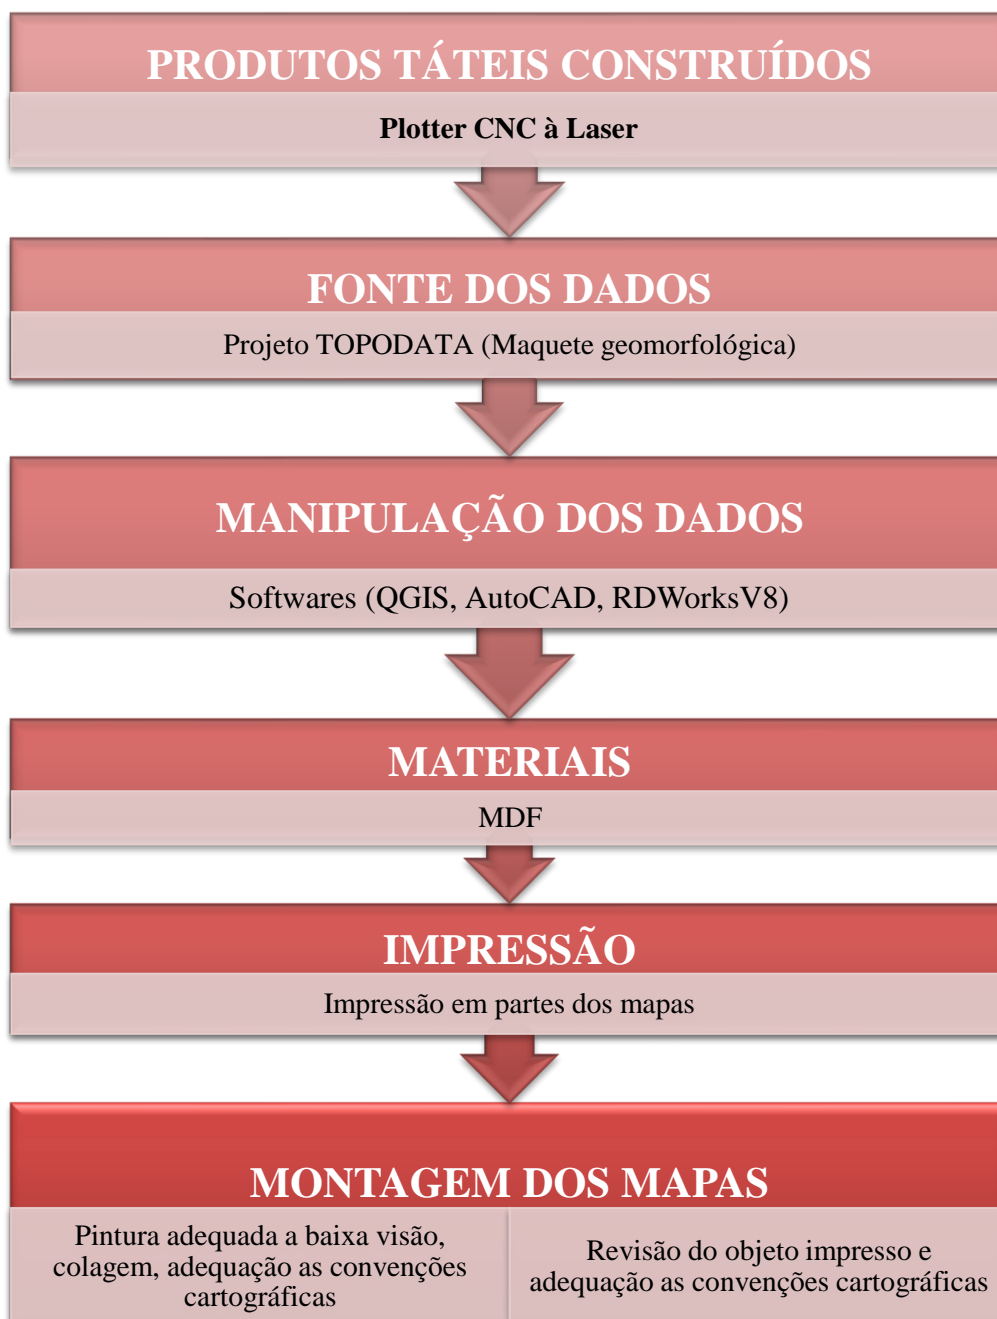 PRODUTOS TÁTEIS CONSTRUÍDOS
Plotter CNC à Laser
FONTE DOS DADOS
Projeto TOPODATA (Maquete geomorfológica)
MANIPULAÇÃO DOS DADOS
Softwares (QGIS, AutoCAD, RDWorksV8)
MATERIAIS
MDF
IMPRESSÃO
Impressão em partes dos mapas
MONTAGEM DOS MAPAS
Pintura adequada a baixa visão,
colagem, adequação as convenções
cartográficas
Revisão do objeto impresso e
adequação as convenções cartográficas